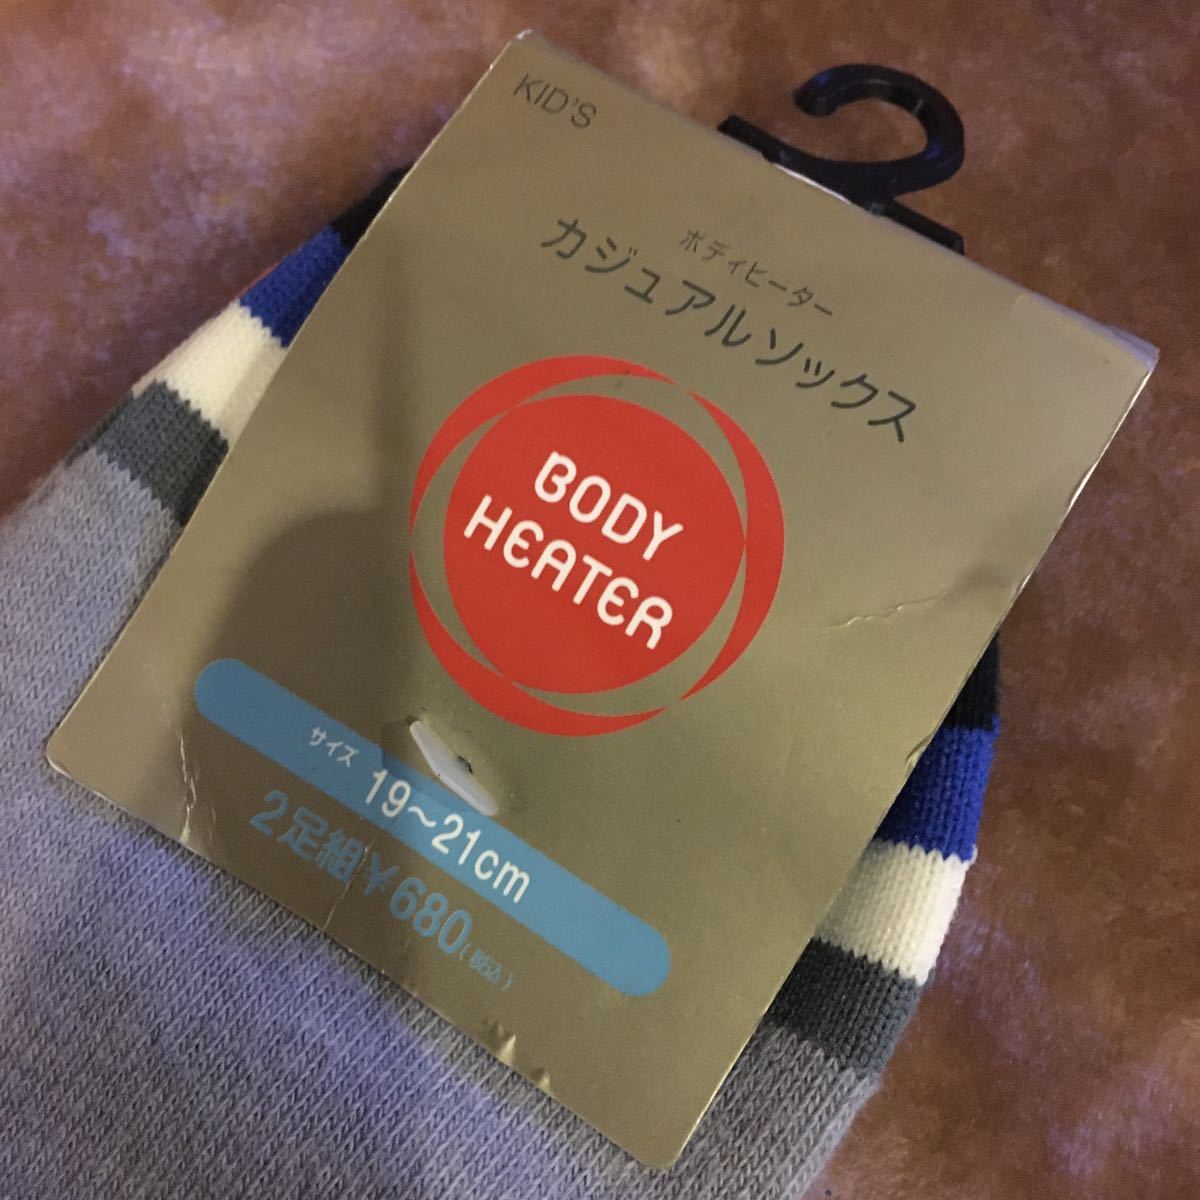 KID'S
ボディヒーター
カジュアルソックス
BODY
HEATER
サイズ 19～21cm
2足組￥680(税込)